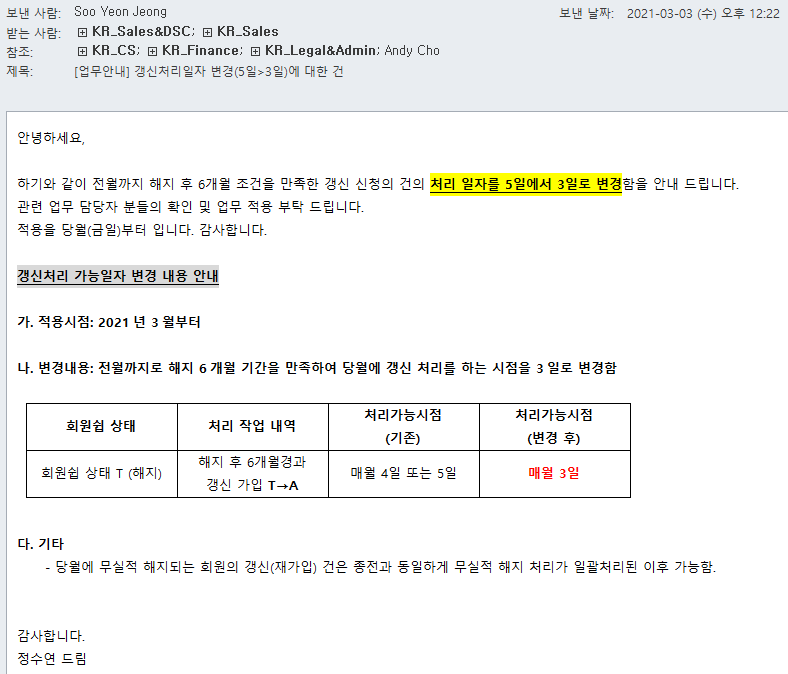 보낸 사람: Soo Yeon Jeong 보낸 날짜: 2021-03-03 (수) 오후 12:22
받는 사람: KR_Sales&DSC; KR_Sales
참조: KR_CS; KR_Finance; KR_Legal&Admin; Andy Cho
제목: [업무안내] 갱신처리일자 변경(5일>3일)에 대한 건
안녕하세요,
하기와 같이 전월까지 해지 후 6개월 조건을 만족한 갱신 신청의 건의 처리 일자를 5일에서 3일로 변경함을 안내 드립니다.
관련 업무 담당자 분들의 확인 및 업무 적용 부탁 드립니다.
적용을 당월(금일)부터 입니다. 감사합니다.
갱신처리 가능일자 변경 내용 안내
가. 적용시점: 2021 년 3 월부터
나. 변경내용: 전월까지로 해지 6 개월 기간을 만족하여 당월에 갱신 처리를 하는 시점을 3 일로 변경함
회원쉽 상태 처리 작업 내역 처리가능시점 처리가능시점
(기존) (변경 후)
회원쉽 상태 T (해지) 해지 후 6개월경과 매월 4일 또는 5일 매월 3일
갱신 가입 T→A
다. 기타
- 당월에 무실적 해지되는 회원의 갱신(재가입) 건은 종전과 동일하게 무실적 해지 처리가 일괄처리된 이후 가능함.
감사합니다.
정수연 드림